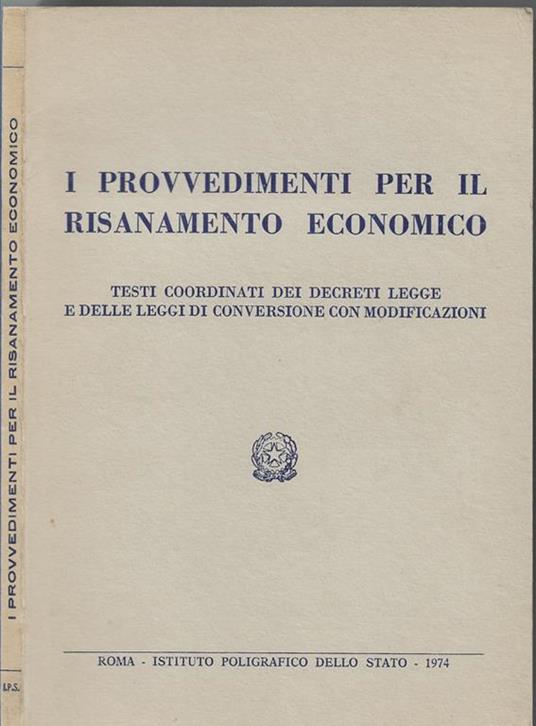 I PROVVEDIMENTI PER IL
RISANAMENTO ECONOMICO
TESTI COORDINATI DEI DECRETI LEGGE
E DELLE LEGGI DI CONVERSIONE CON MODIFICAZIONI
ROMA - ISTITUTO POLIGRAFICO DELLO STATO - 1974
I PROVVEDIMENTI PER IL RISANAMENTO ECONOMICO
I.P.S.